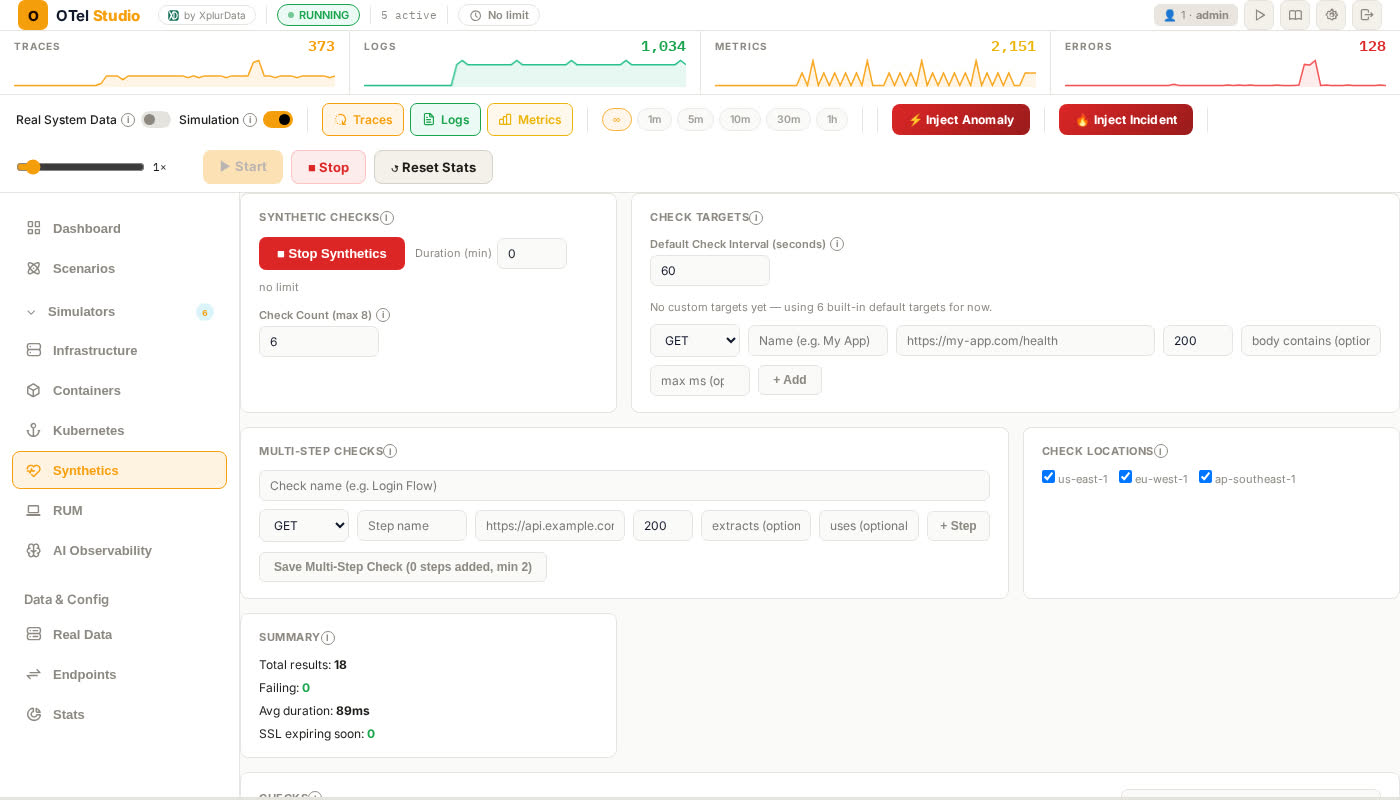 O OTel Studio by XplurData RUNNING 5 active No limit 1 · admin
TRACES 373
LOGS 1,034
METRICS 2,151
ERRORS 128
Real System Data Simulation Traces Logs Metrics ∞ 1m 5m 10m 30m 1h Inject Anomaly Inject Incident
1× Start Stop Reset Stats
Dashboard
Scenarios
Simulators 6
Infrastructure
Containers
Kubernetes
Synthetics
RUM
AI Observability
Data & Config
Real Data
Endpoints
Stats
SYNTHETIC CHECKS
Stop Synthetics Duration (min) 0
no limit
Check Count (max 8)
6
CHECK TARGETS
Default Check Interval (seconds)
60
No custom targets yet — using 6 built-in default targets for now.
GET Name (e.g. My App) https://my-app.com/health 200 body contains (option
max ms (op + Add
MULTI-STEP CHECKS
Check name (e.g. Login Flow)
GET Step name https://api.example.cor 200 extracts (option uses (optional + Step
Save Multi-Step Check (0 steps added, min 2)
CHECK LOCATIONS
us-east-1 eu-west-1 ap-southeast-1
SUMMARY
Total results: 18
Failing: 0
Avg duration: 89ms
SSL expiring soon: 0
CHECKS